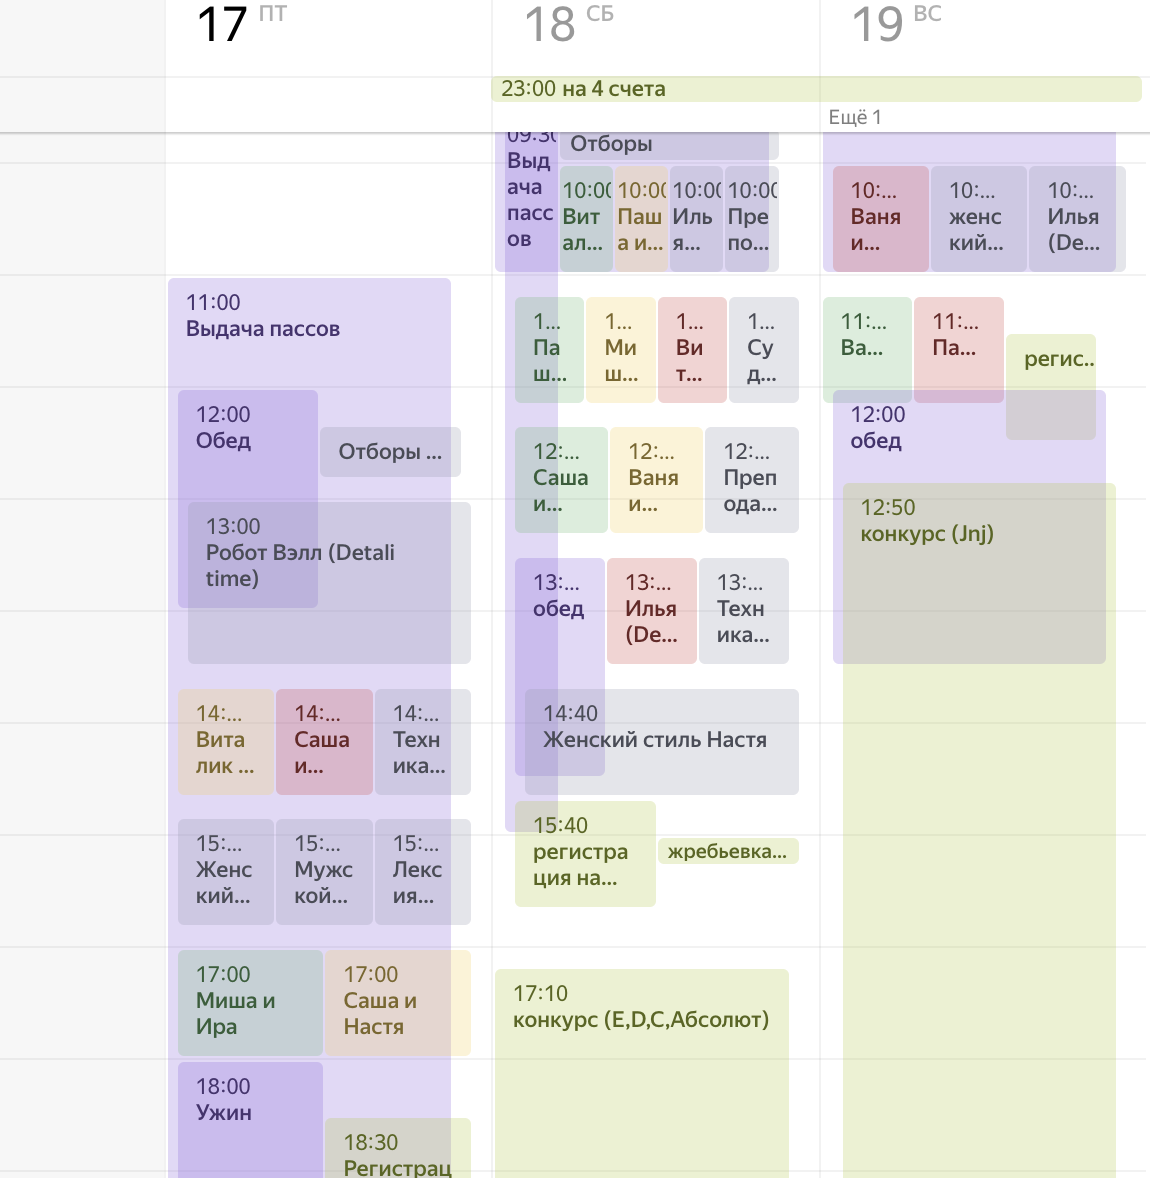 17 ПТ
18 СБ
19 ВС
23:00 на 4 счета
Ещё 1
09:30
Выд
ача
пасс
ов
Отборы
10:00
Вит
ал...
10:00
Паш
а и...
10:00
Иль
я...
10:00
Пре
по...
10:...
Ваня
и...
10:...
женс
кий...
10:...
Илья
(De...
11:00
Выдача пассов
1...
Па
ш...
1...
Ми
ш...
1...
Ви
т...
1...
Су
д...
11:...
Ва...
11:...
Па...
регис..
12:00
Обед
Отборы ...
12:...
Саша
и...
12:...
Ваня
и...
12:...
Преп
ода...
12:00
обед
13:00
Робот Вэлл (Detali
time)
13:...
обед
13:...
Илья
(De...
13:...
Техн
ика...
12:50
конкурс (Jnj)
14:...
Вита
лик ...
14:...
Саша
и...
14:...
Техн
ика...
14:40
Женский стиль Настя
15:...
Женс
кий...
15:...
Мужс
кой...
15:...
Лекс
ия...
15:40
регистра
ция на...
жребьевка...
17:00
Миша и
Ира
17:00
Саша и
Настя
17:10
конкурс (E,D,C,Абсолют)
18:00
Ужин
18:30
Регистрац